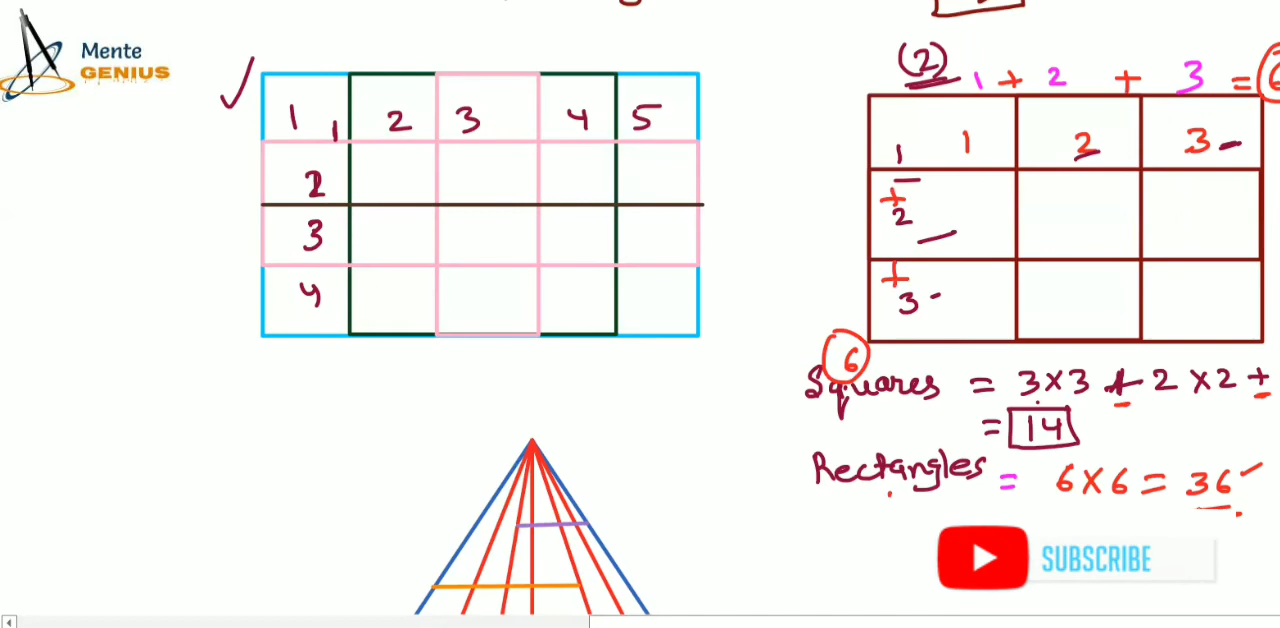 Mente
GENIUS
1 1 2 3 4 5
2
3
4
(2)
1 + 2 + 3 = 6
1 1 2 3
+
2
+
3
6
Squares = 3×3 + 2×2 +
= 14
Rectangles = 6×6 = 36
SUBSCRIBE